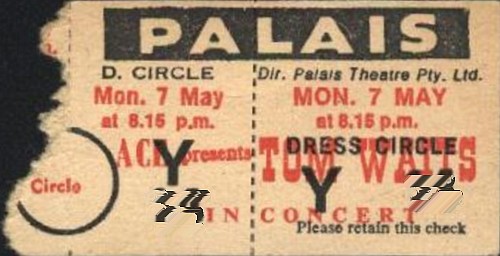 PALAIS
D. CIRCLE Dir. Palais Theatre Pty. Ltd.
Mon. 7 May MON. 7 MAY
at 8.15 p.m. at 8.15 p.m.
ACE presents DRESS CIRCLE
TOM WAITS
Y Y
Circle
IN CONCERT
Please retain this check